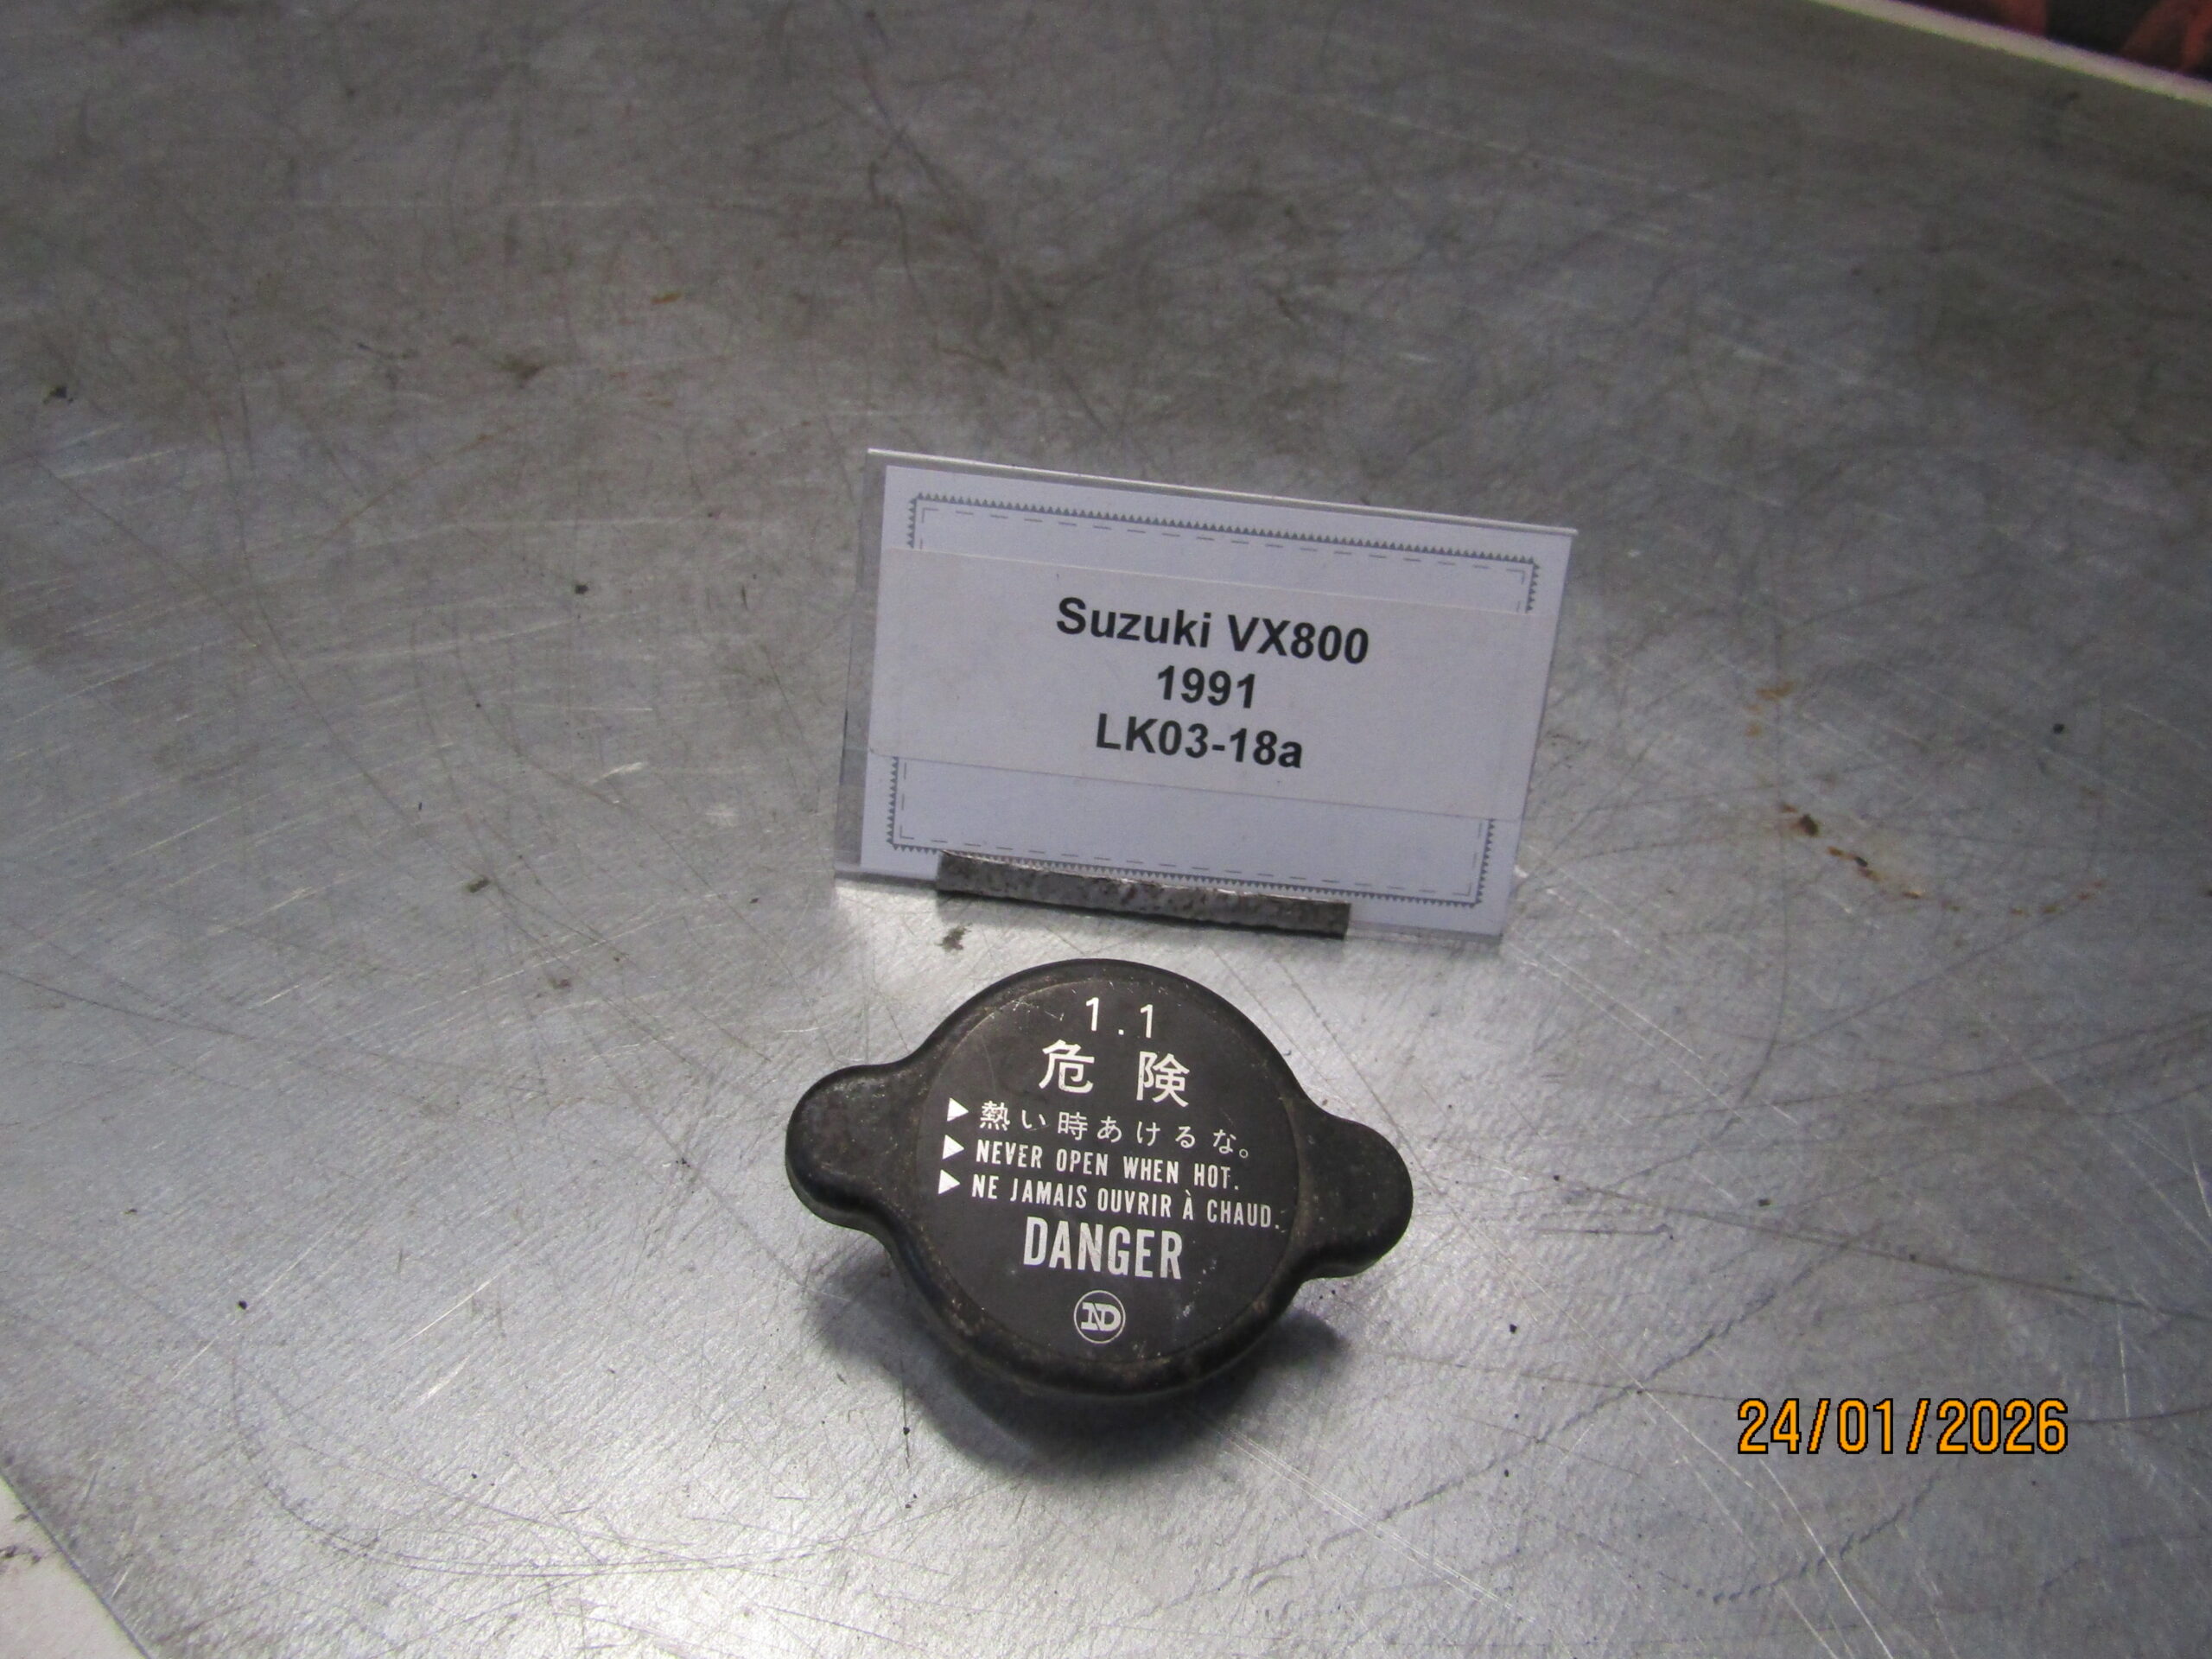 Suzuki VX800
1991
LK03-18a
1.1
危険
▶熱い時あけるな。
▶NEVER OPEN WHEN HOT.
▶NE JAMAIS OUVRIR À CHAUD.
DANGER
ND
24/01/2026